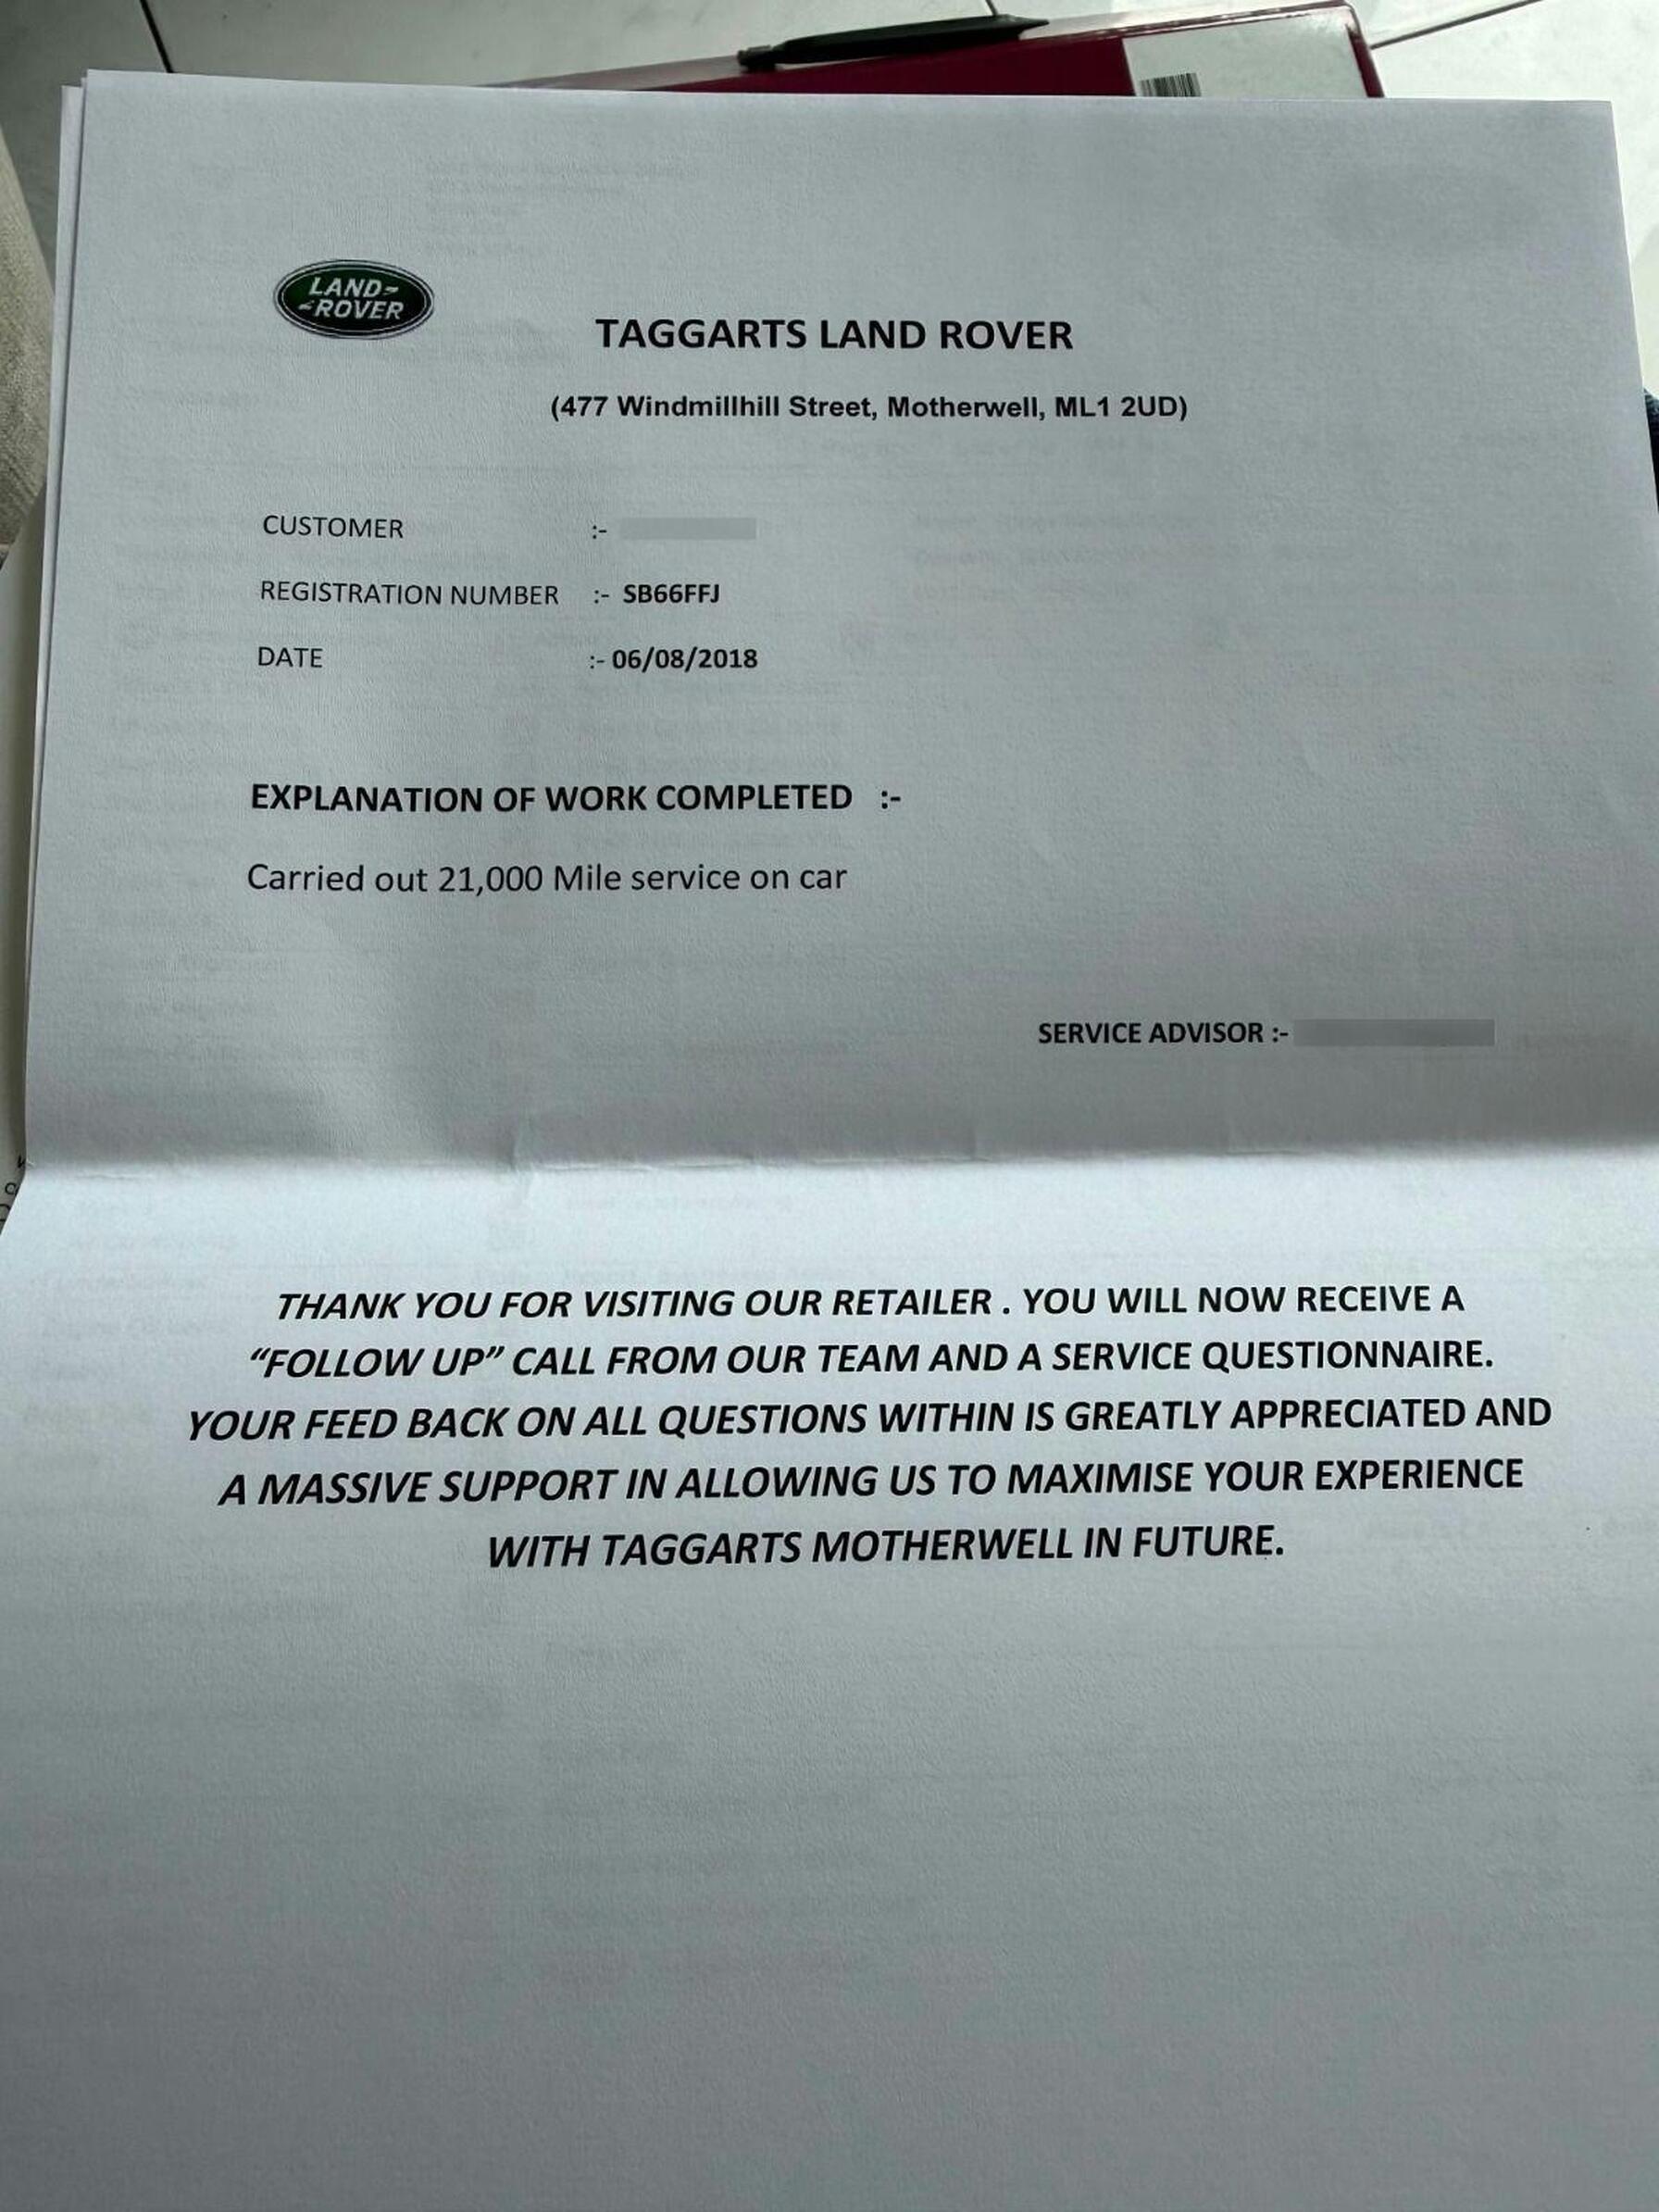 LAND-
-ROVER
TAGGARTS LAND ROVER
(477 Windmillhill Street, Motherwell, ML1 2UD)
CUSTOMER :-
REGISTRATION NUMBER :- SB66FFJ
DATE :- 06/08/2018
EXPLANATION OF WORK COMPLETED :-
Carried out 21,000 Mile service on car
SERVICE ADVISOR :-
THANK YOU FOR VISITING OUR RETAILER . YOU WILL NOW RECEIVE A
“FOLLOW UP” CALL FROM OUR TEAM AND A SERVICE QUESTIONNAIRE.
YOUR FEED BACK ON ALL QUESTIONS WITHIN IS GREATLY APPRECIATED AND
A MASSIVE SUPPORT IN ALLOWING US TO MAXIMISE YOUR EXPERIENCE
WITH TAGGARTS MOTHERWELL IN FUTURE.